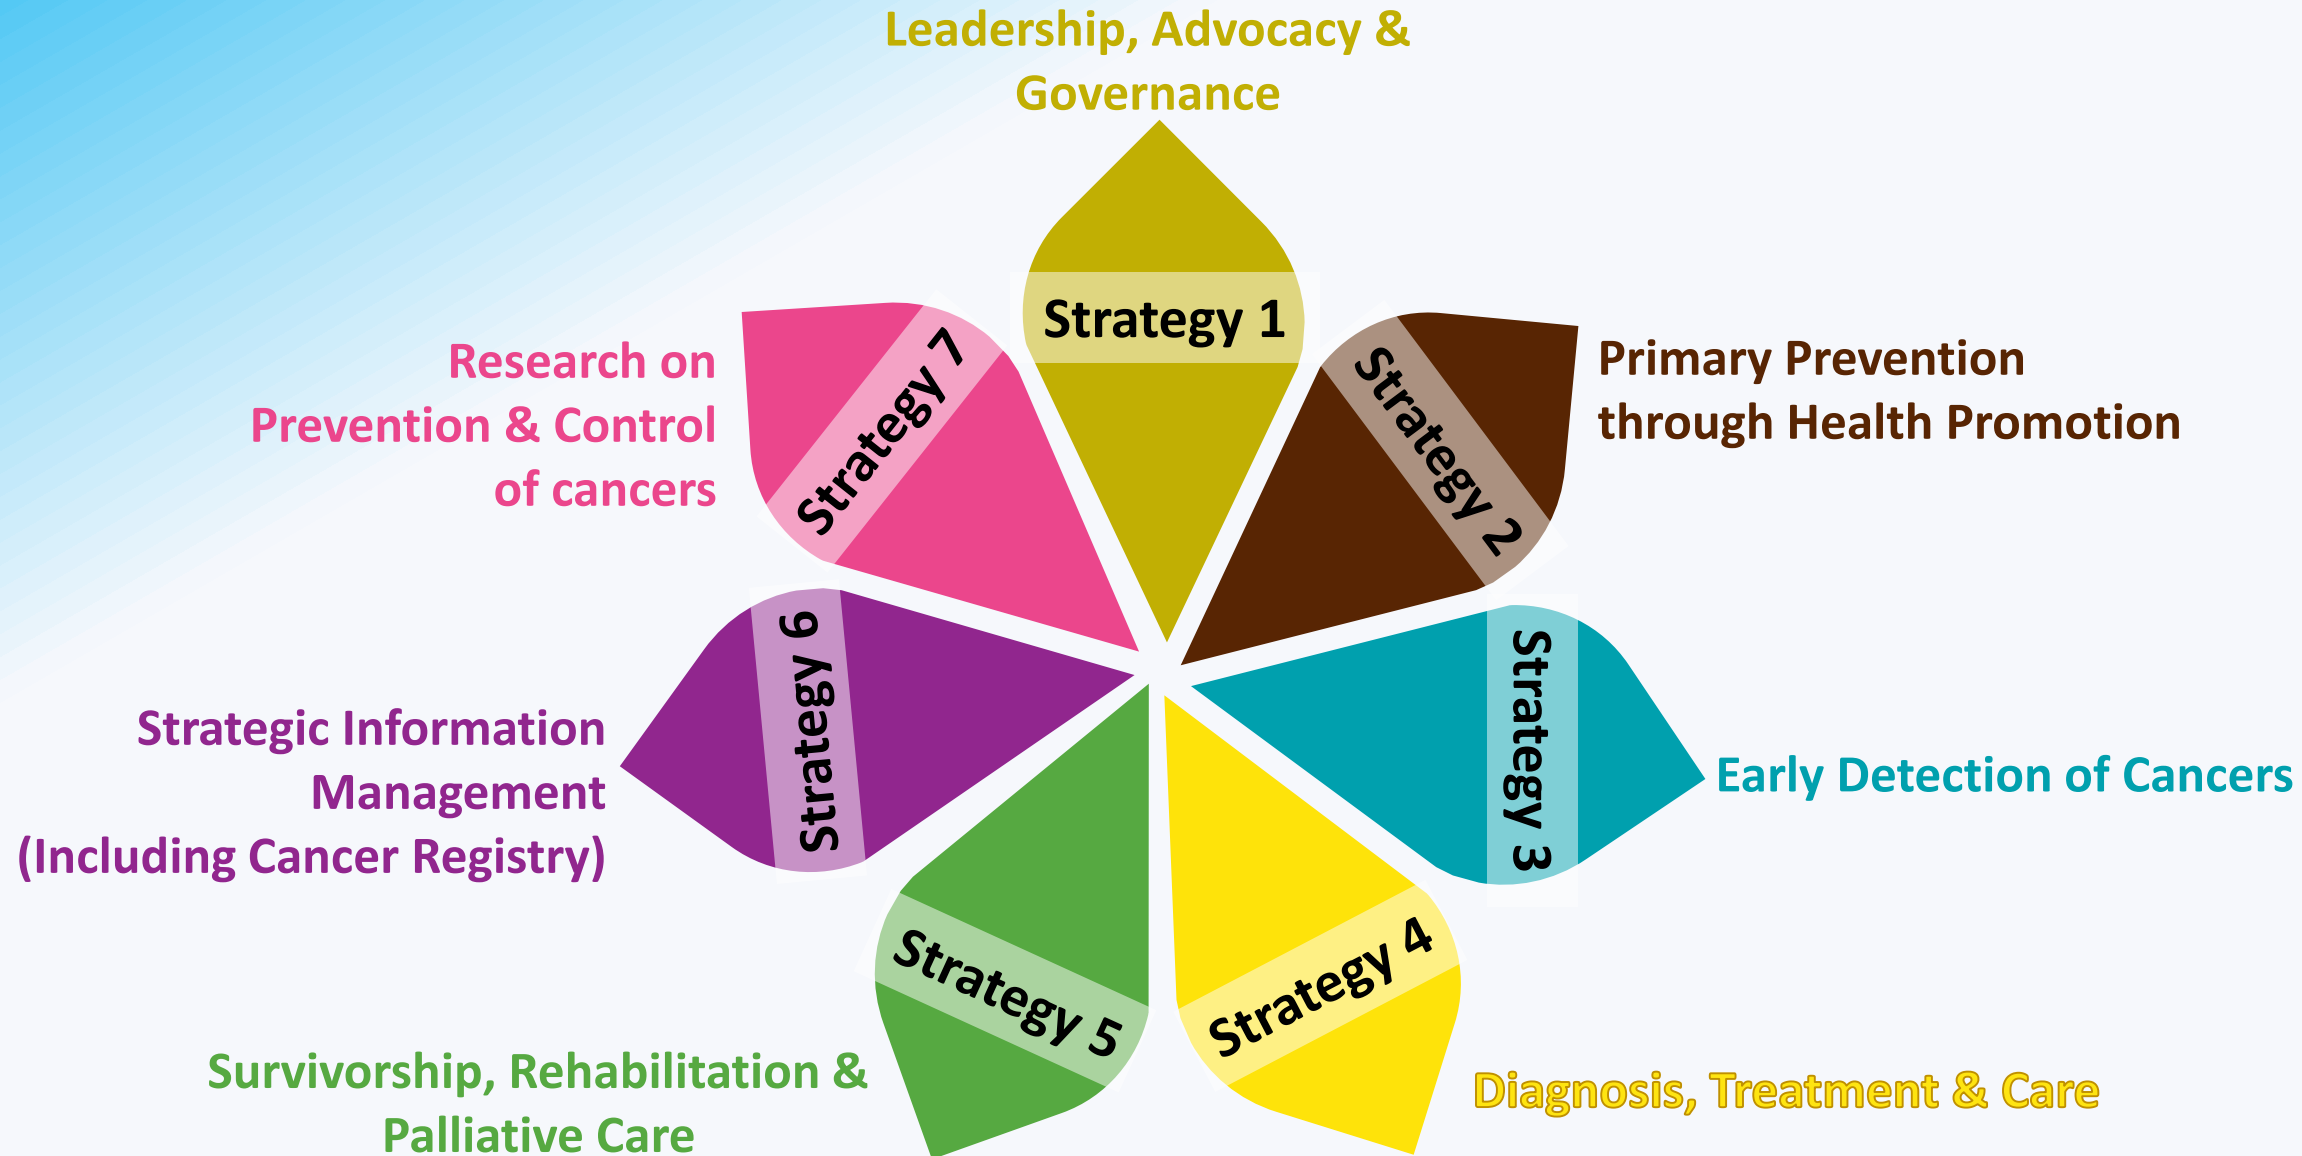 Leadership, Advocacy &
Governance
Strategy 1
Primary Prevention
through Health Promotion
Strategy 2
Early Detection of Cancers
Strategy 3
Diagnosis, Treatment & Care
Strategy 4
Survivorship, Rehabilitation &
Palliative Care
Strategy 5
Strategic Information
Management
(Including Cancer Registry)
Strategy 6
Research on
Prevention & Control
of cancers
Strategy 7